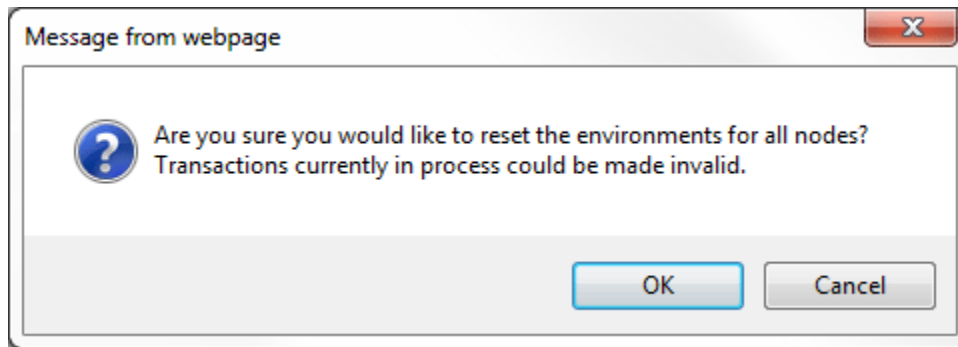 Message from webpage
Are you sure you would like to reset the environments for all nodes?
Transactions currently in process could be made invalid.
OK
Cancel